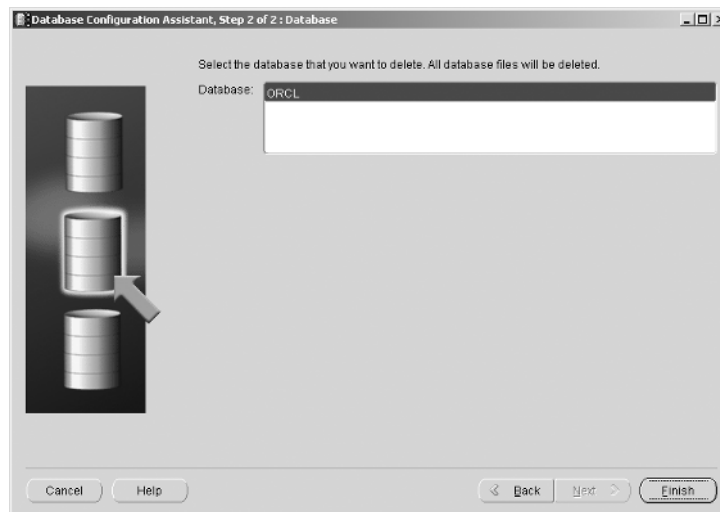 Database Configuration Assistant, Step 2 of 2 : Database
Select the database that you want to delete. All database files will be deleted.
Database:
ORCL
Cancel
Help
Back
Next
Finish